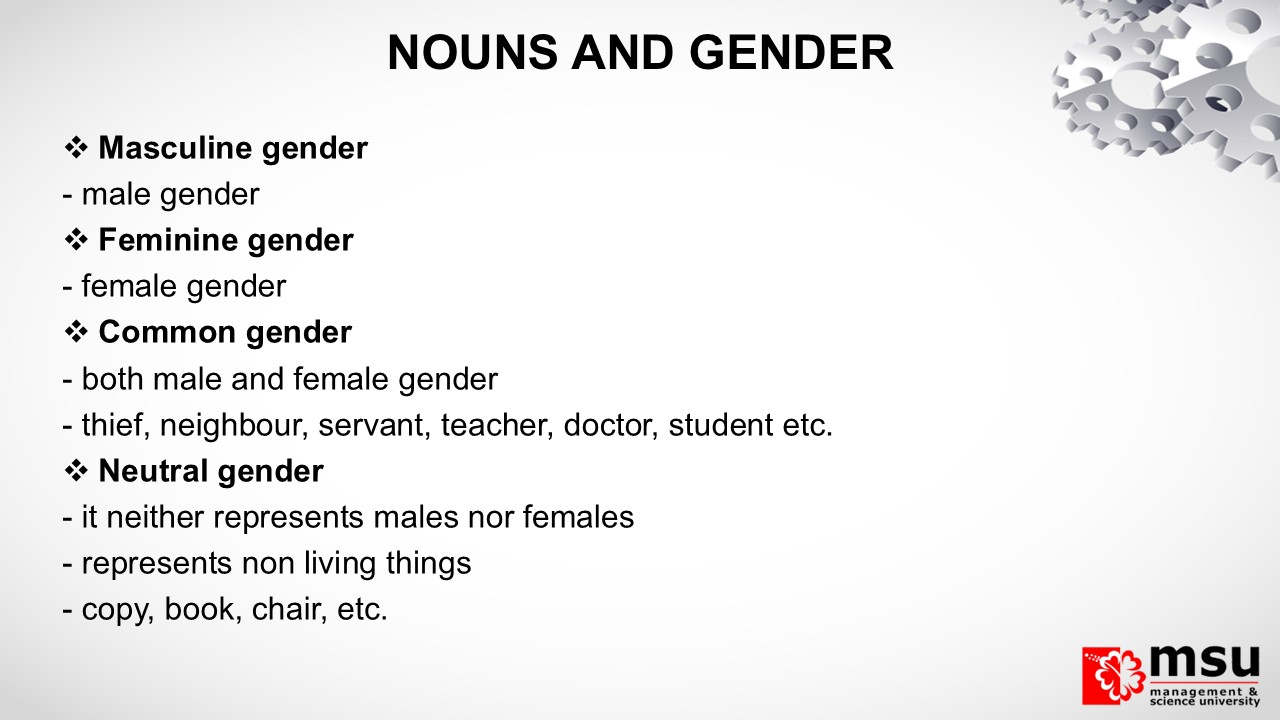 NOUNS AND GENDER
❖ Masculine gender
- male gender
❖ Feminine gender
- female gender
❖ Common gender
- both male and female gender
- thief, neighbour, servant, teacher, doctor, student etc.
❖ Neutral gender
- it neither represents males nor females
- represents non living things
- copy, book, chair, etc.
msu
management &
science university